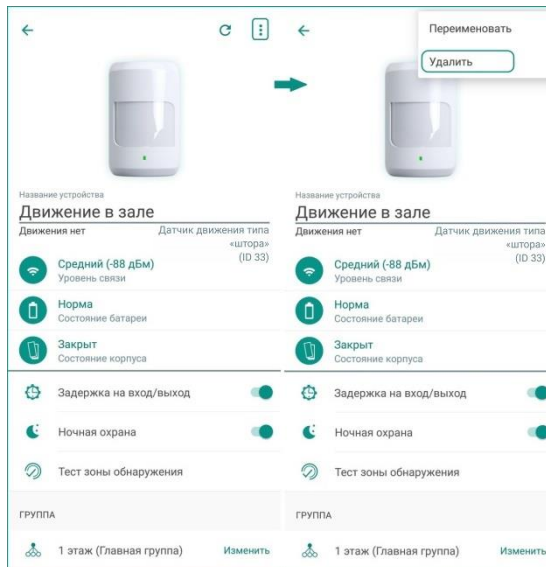 Название устройства
Движение в зале
Движения нет
Датчик движения типа
«штора»
(ID 33)
Средний (-88 дБм)
Уровень связи
Норма
Состояние батареи
Закрыт
Состояние корпуса
Задержка на вход/выход
Ночная охрана
Тест зоны обнаружения
ГРУППА
1 этаж (Главная группа) Изменить
Переименовать
Удалить
Название устройства
Движение в зале
Движения нет
Датчик движения типа
«штора»
(ID 33)
Средний (-88 дБм)
Уровень связи
Норма
Состояние батареи
Закрыт
Состояние корпуса
Задержка на вход/выход
Ночная охрана
Тест зоны обнаружения
ГРУППА
1 этаж (Главная группа) Изменить